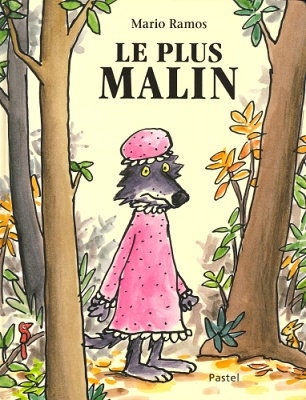 Mario Ramos
LE PLUS
MALIN
Pastel